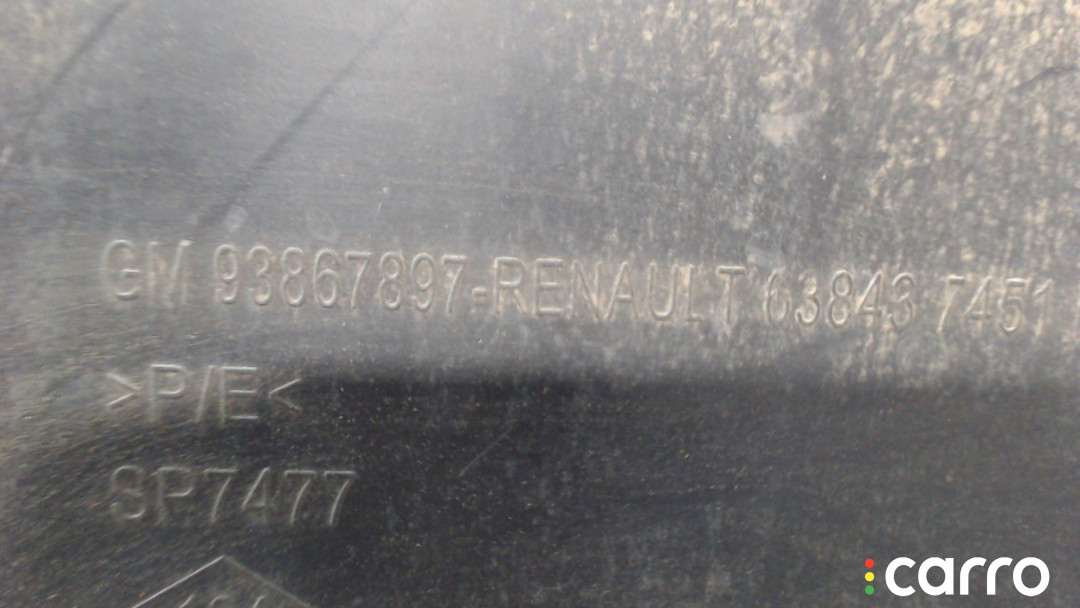 GM 93867897-RENAULT 63843 7451
>P/E<
SP7477
carro